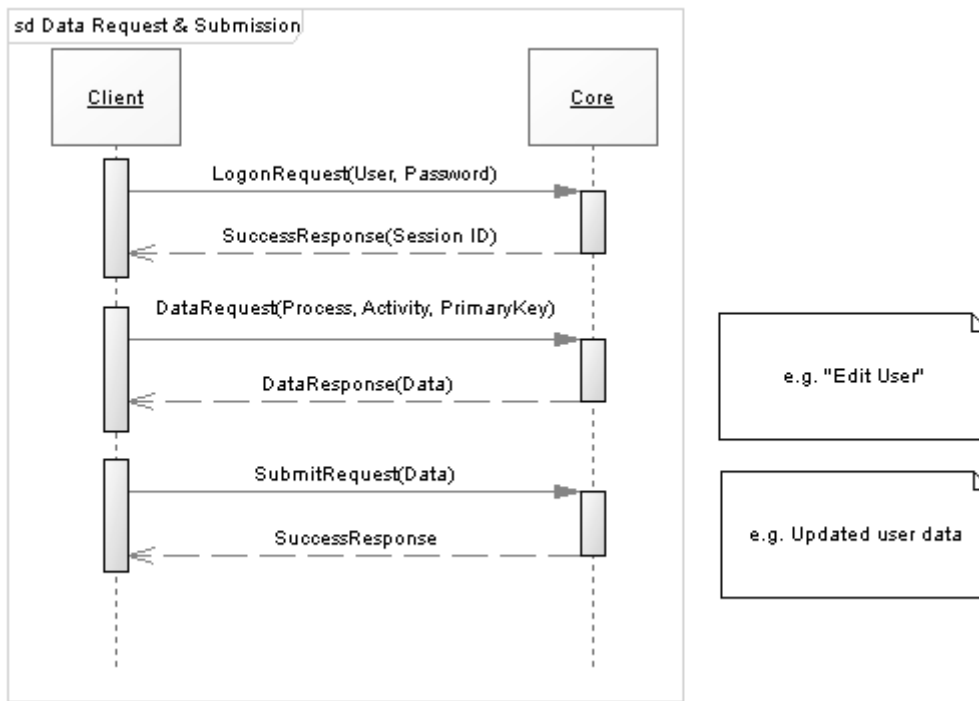 sd Data Request & Submission
Client
Core
LogonRequest(User, Password)
SuccessResponse(Session ID)
DataRequest(Process, Activity, PrimaryKey)
DataResponse(Data)
e.g. "Edit User"
SubmitRequest(Data)
SuccessResponse
e.g. Updated user data